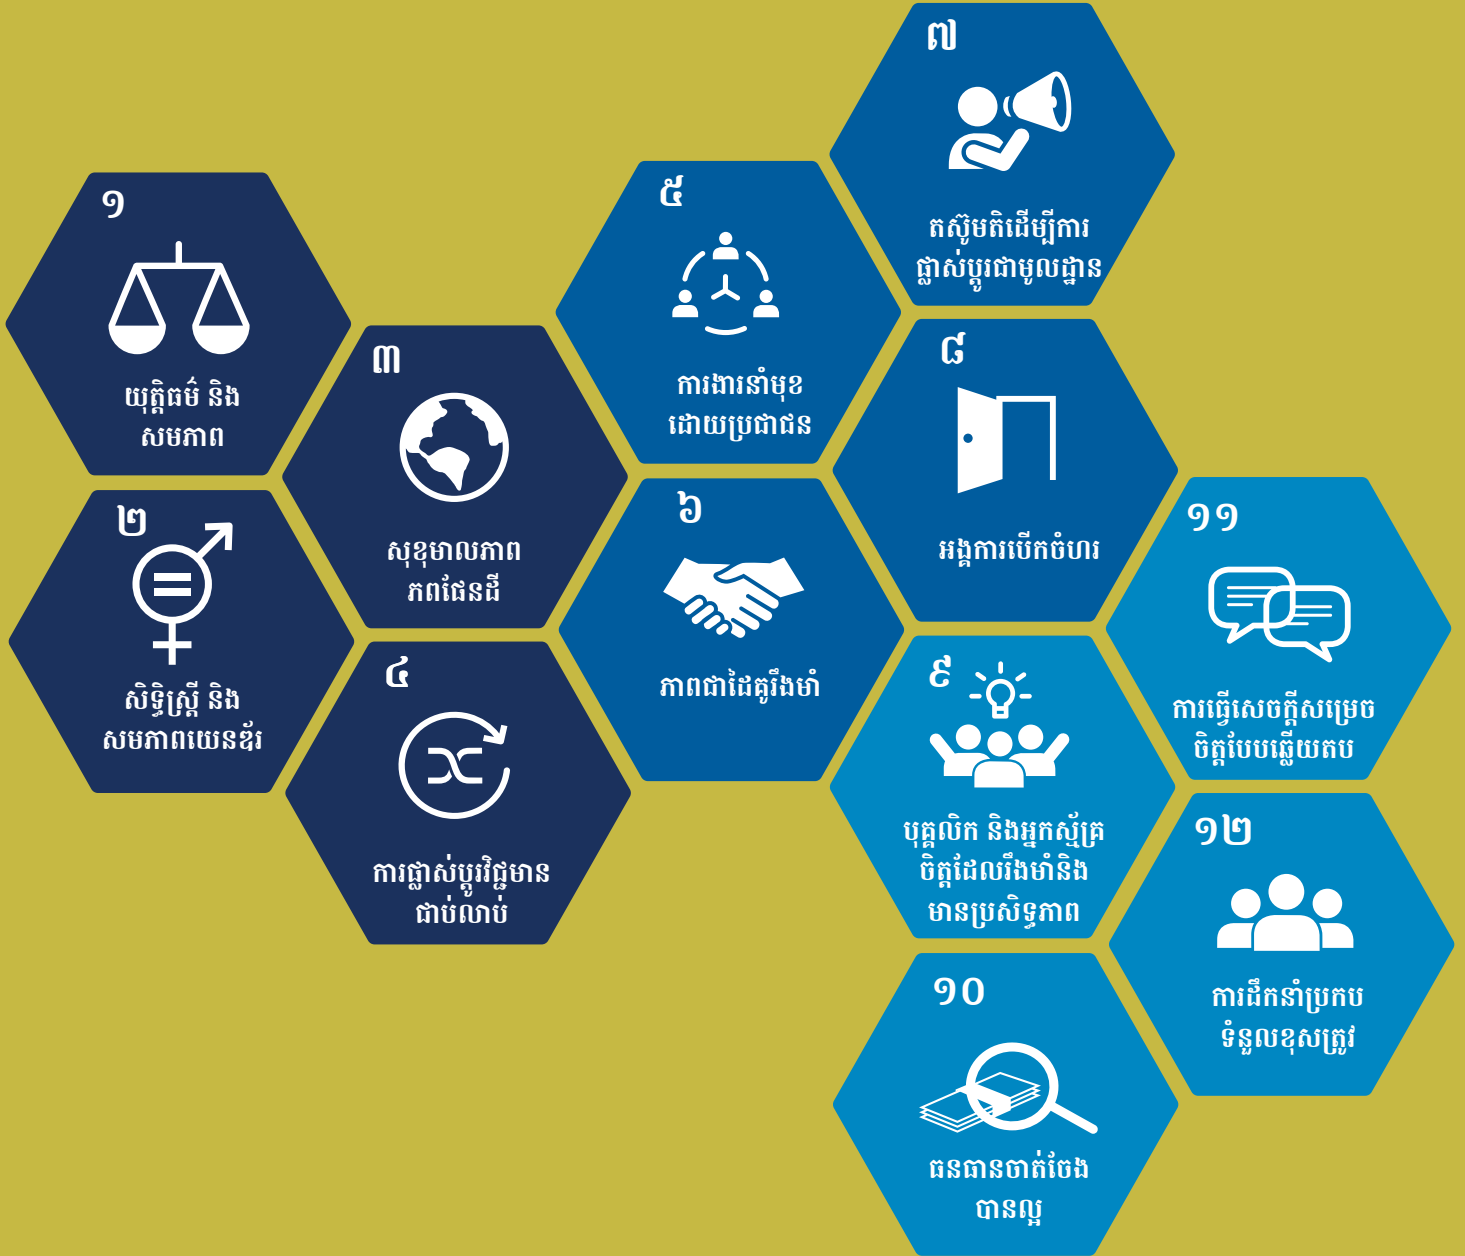 ១
យុត្តិធម៌ និង
សមភាព
២
សិទ្ធិស្ត្រី និង
សមភាពយេនឌ័រ
៣
សុខុមាលភាព
ភពផែនដី
៤
ការផ្លាស់ប្តូរវិជ្ជមាន
ជាប់លាប់
៥
ការងារនាំមុខ
ដោយប្រជាជន
៦
ភាពជាដៃគូរឹងមាំ
៧
តស៊ូមតិដើម្បីការ
ផ្លាស់ប្តូរជាមូលដ្ឋាន
៨
អង្គការបើកចំហរ
៩
បុគ្គលិក និងអ្នកស្ម័គ្រ
ចិត្តដែលរឹងមាំនិង
មានប្រសិទ្ធភាព
១០
ធនធានចាត់ចែង
បានល្អ
១១
ការធ្វើសេចក្តីសម្រេច
ចិត្តបែបឆ្លើយតប
១២
ការដឹកនាំប្រកប
ទំនួលខុសត្រូវ